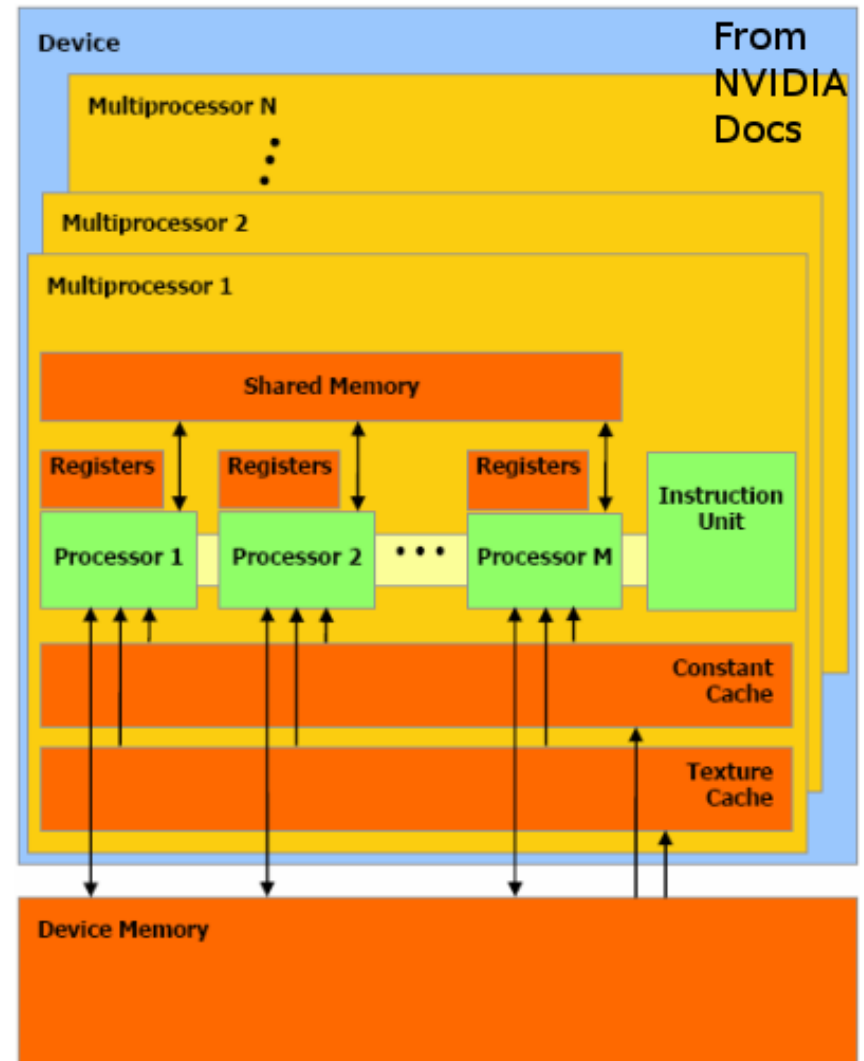 Device
From
NVIDIA
Docs
Multiprocessor N
Multiprocessor 2
Multiprocessor 1
Shared Memory
Registers
Registers
Registers
Instruction
Unit
Processor 1
Processor 2
Processor M
Constant
Cache
Texture
Cache
Device Memory